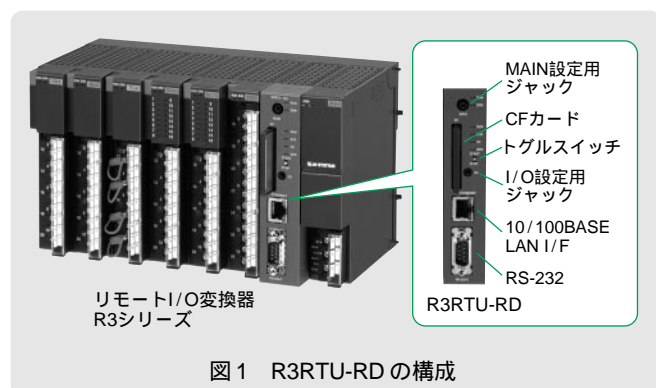 MAIN設定用
ジャック
CFカード
トグルスイッチ
I/O設定用
ジャック
10/100BASE
LAN I/F
RS-232
R3RTU-RD
リモートI/O変換器
R3シリーズ
図1 R3RTU-RD の構成